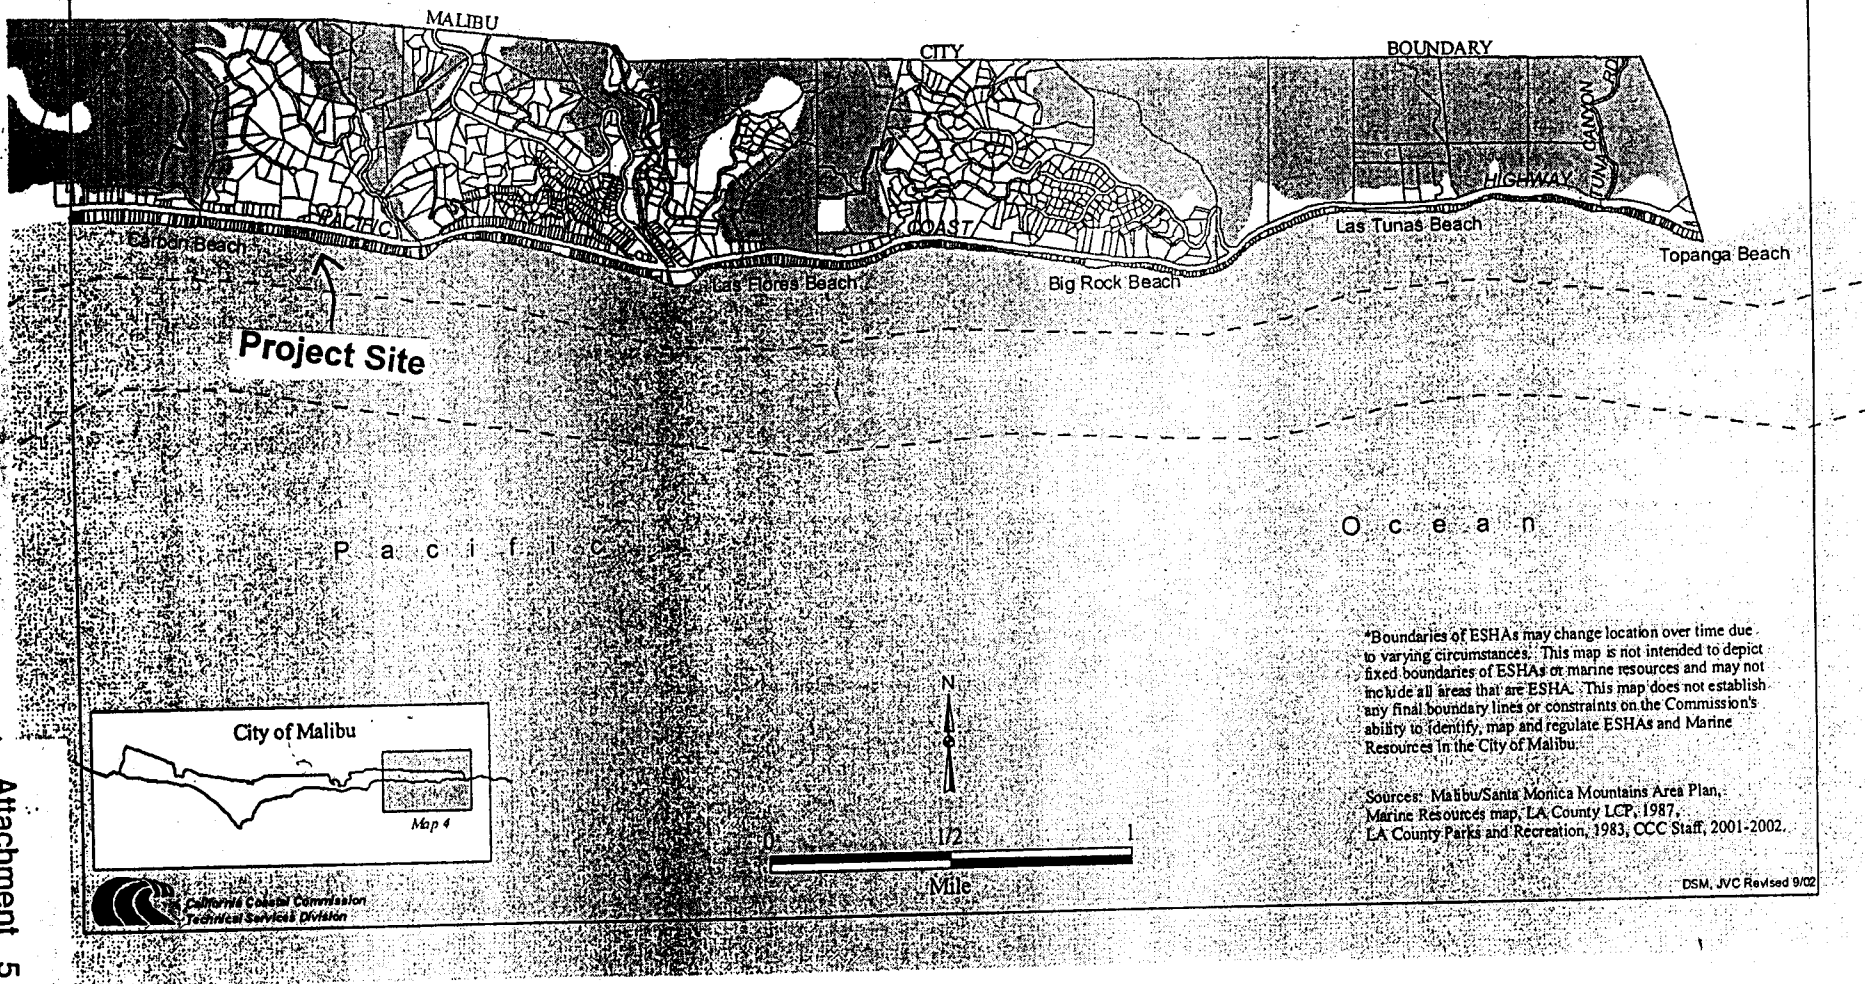 MALIBU
CITY
BOUNDARY
TUNA CANYON RD
HIGHWAY
PACIFIC
COAST
Carbon Beach
Las Tunas Beach
Topanga Beach
Las Flores Beach
Big Rock Beach
Project Site
Pacific
Ocean
*Boundaries of ESHAs may change location over time due
to varying circumstances. This map is not intended to depict
fixed boundaries of ESHAs or marine resources and may not
include all areas that are ESHA. This map does not establish
any final boundary lines or constraints on the Commission's
ability to identify, map and regulate ESHAs and Marine
Resources in the City of Malibu.
N
City of Malibu
Map 4
Sources: Malibu/Santa Monica Mountains Area Plan,
Marine Resources map, LA County LCP, 1987,
LA County Parks and Recreation, 1983, CCC Staff, 2001-2002.
0 1/2 1
Mile
DSM, JVC Revised 9/02
California Coastal Commission
Technical Services Division
Attachment 5